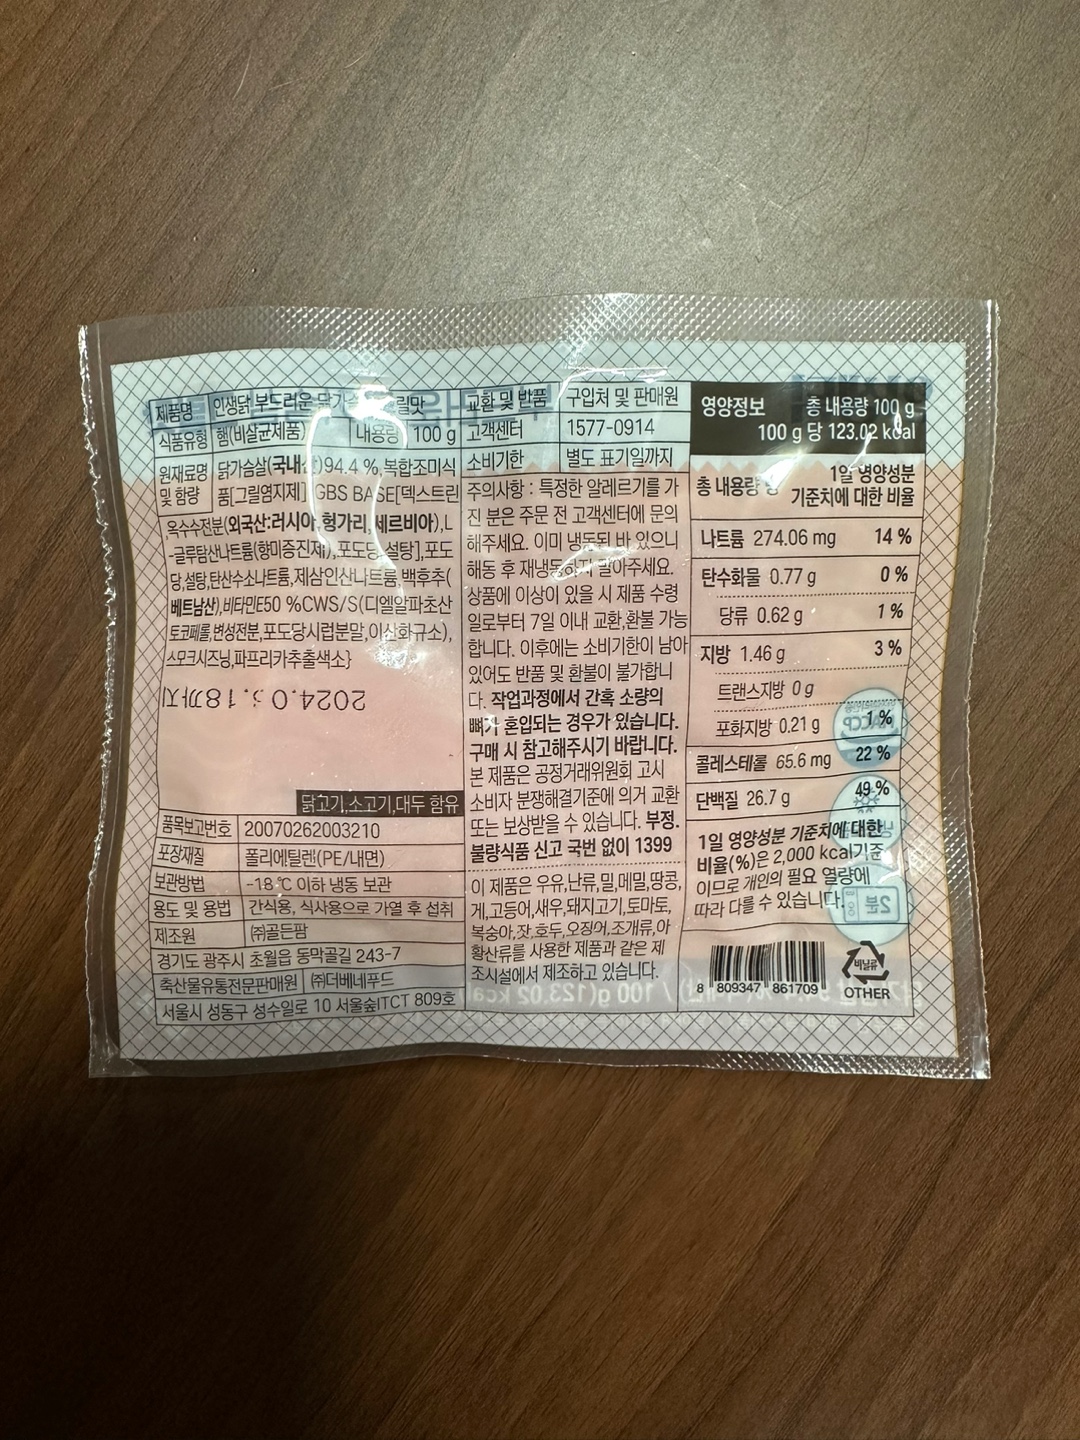 제품명 인생닭 부드러운 릴맛
식품유형 햄(비살균제품) 내용량 100 g
원재료명 및 함량
닭가슴살(국내산)94.4 %,복합조미식
품[그릴염지제] GBS BASE[덱스트린
,옥수수전분(외국산:러시아,헝가리,세르비아),L
-글루탐산나트륨(향미증진제),포도당,설탕],포도
당,설탕,탄산수소나트륨,제삼인산나트륨,백후추(
베트남산),비타민E50 %CWS/S(디엘알파토코
토코페롤,변성전분,포도당시럽분말,이산화규소),
스모크시즈닝,파프리카추출색소}
닭고기,소고기,대두 함유
품목보고번호 20070262003210
포장재질 폴리에틸렌(PE/내면)
보관방법 -18 ℃ 이하 냉동 보관
용도 및 용법 간식용, 식사용으로 가열 후 섭취
제조원 ㈜골든팜
경기도 광주시 초월읍 동막골길 243-7
축산물유통전문판매원 ㈜더베네푸드
서울시 성동구 성수일로 10 서울숲ITCT 809호
교환 및 반품 구입처 및 판매원
고객센터 1577-0914
소비기한 별도 표기일까지
주의사항 : 특정한 알레르기를 가
진 분은 주문 전 고객센터에 문의
해주세요. 이미 냉동된 바 있으니
해동 후 재냉동하지 말아주세요.
상품에 이상이 있을 시 제품 수령
일로부터 7일 이내 교환,환불 가능
합니다. 이후에는 소비기한이 남아
있어도 반품 및 환불이 불가합니
다. 작업과정에서 간혹 소량의
뼈가 혼입되는 경우가 있습니다.
구매 시 참고해주시기 바랍니다.
본 제품은 공정거래위원회 고시
소비자 분쟁해결기준에 의거 교환
또는 보상받을 수 있습니다. 부정.
불량식품 신고 국번 없이 1399
이 제품은 우유,난류,밀,메밀,땅콩,
게,고등어,새우,돼지고기,토마토,
복숭아,잣,호두,오징어,조개류,아
황산류를 사용한 제품과 같은 제
조시설에서 제조하고 있습니다.
영양정보 총 내용량 100 g
100 g 당 123.02 kcal
총 내용량당 1일 영양성분
기준치에 대한 비율
나트륨 274.06 mg 14 %
탄수화물 0.77 g 0 %
당류 0.62 g 1 %
지방 1.46 g 3 %
트랜스지방 0 g
포화지방 0.21 g 1 %
콜레스테롤 65.6 mg 22 %
단백질 26.7 g 49 %
1일 영양성분 기준치에 대한
비율(%)은 2,000 kcal기준
이므로 개인의 필요 열량에
따라 다를 수 있습니다.
8 809347 861709
비닐류
OTHER